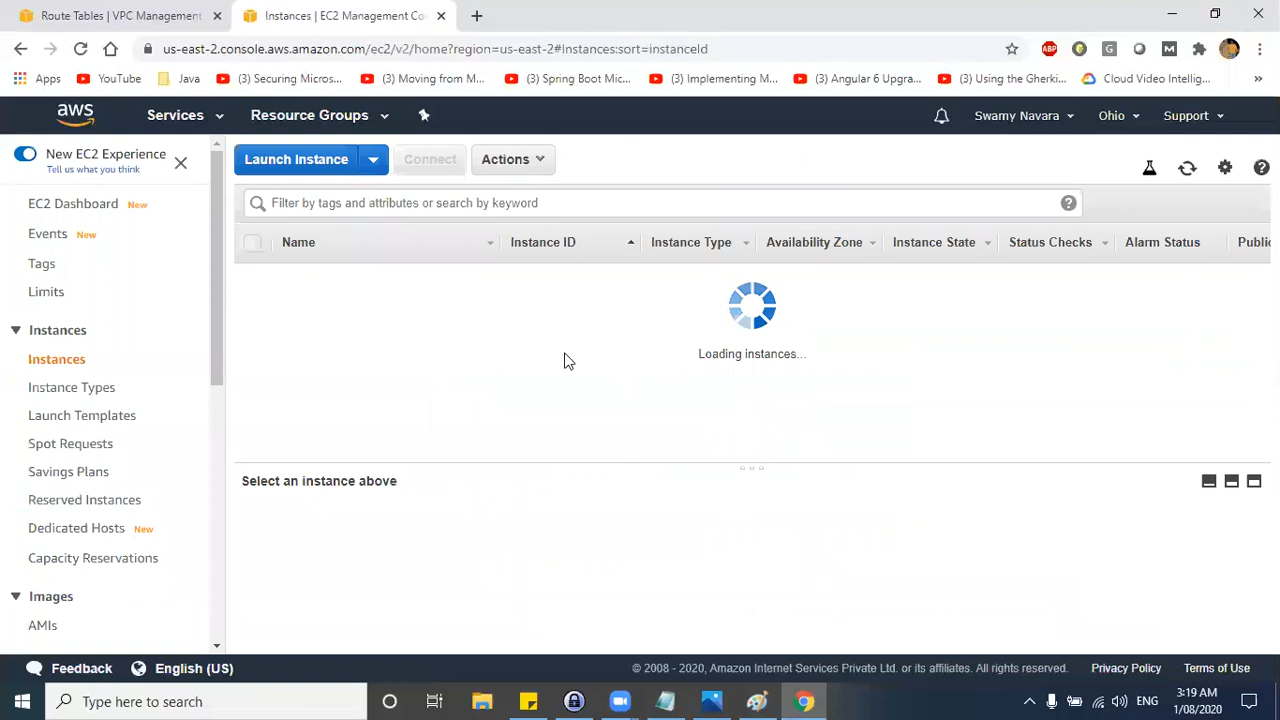 Route Tables | VPC Management
Instances | EC2 Management Co
us-east-2.console.aws.amazon.com/ec2/v2/home?region=us-east-2#Instances:sort=instanceId
ABP
G
M
Apps
YouTube
Java
(3) Securing Micros...
(3) Moving from M...
(3) Spring Boot Mic...
(3) Implementing M...
(3) Angular 6 Upgra...
(3) Using the Gherki...
Cloud Video Intellig...
»
aws
Services
Resource Groups
Swamy Navara
Ohio
Support
New EC2 Experience
Tell us what you think
EC2 Dashboard New
Events New
Tags
Limits
Instances
Instances
Instance Types
Launch Templates
Spot Requests
Savings Plans
Reserved Instances
Dedicated Hosts New
Capacity Reservations
Images
AMIs
Launch Instance
Connect
Actions
Filter by tags and attributes or search by keyword
Name
Instance ID
Instance Type
Availability Zone
Instance State
Status Checks
Alarm Status
Public
Loading instances...
Select an instance above
Feedback
English (US)
© 2008 - 2020, Amazon Internet Services Private Ltd. or its affiliates. All rights reserved.
Privacy Policy
Terms of Use
Type here to search
ENG
3:19 AM
1/08/2020